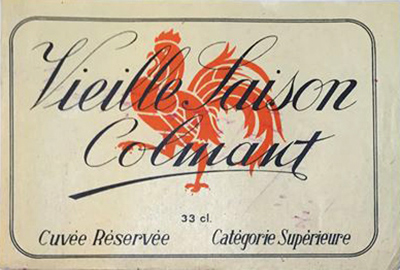 Vieille Saison
Colmant
33 cl.
Cuvée Réservée Catégorie Supérieure